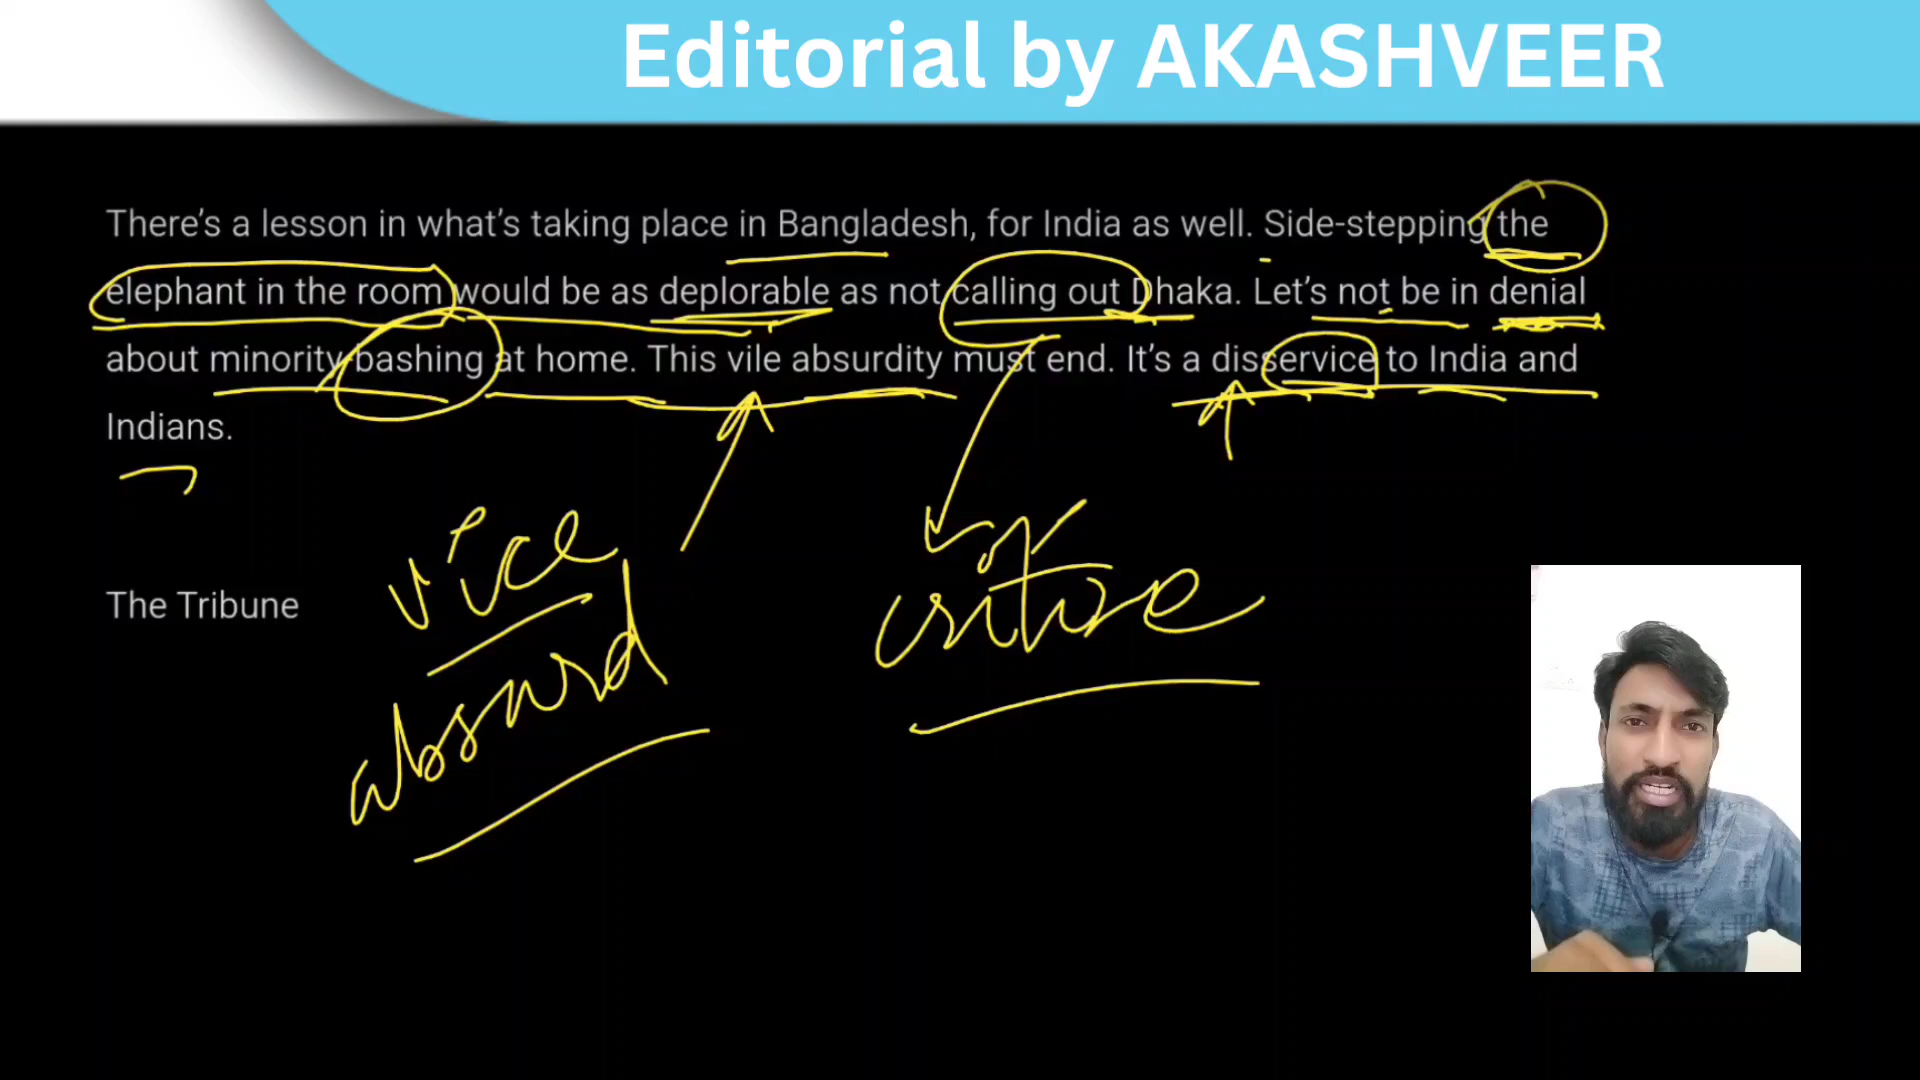 Editorial by AKASHVEER
There's a lesson in what's taking place in Bangladesh, for India as well. Side-stepping the
elephant in the room would be as deplorable as not calling out Dhaka. Let's not be in denial
about minority bashing at home. This vile absurdity must end. It's a disservice to India and
Indians.
vice
absurd
The Tribune